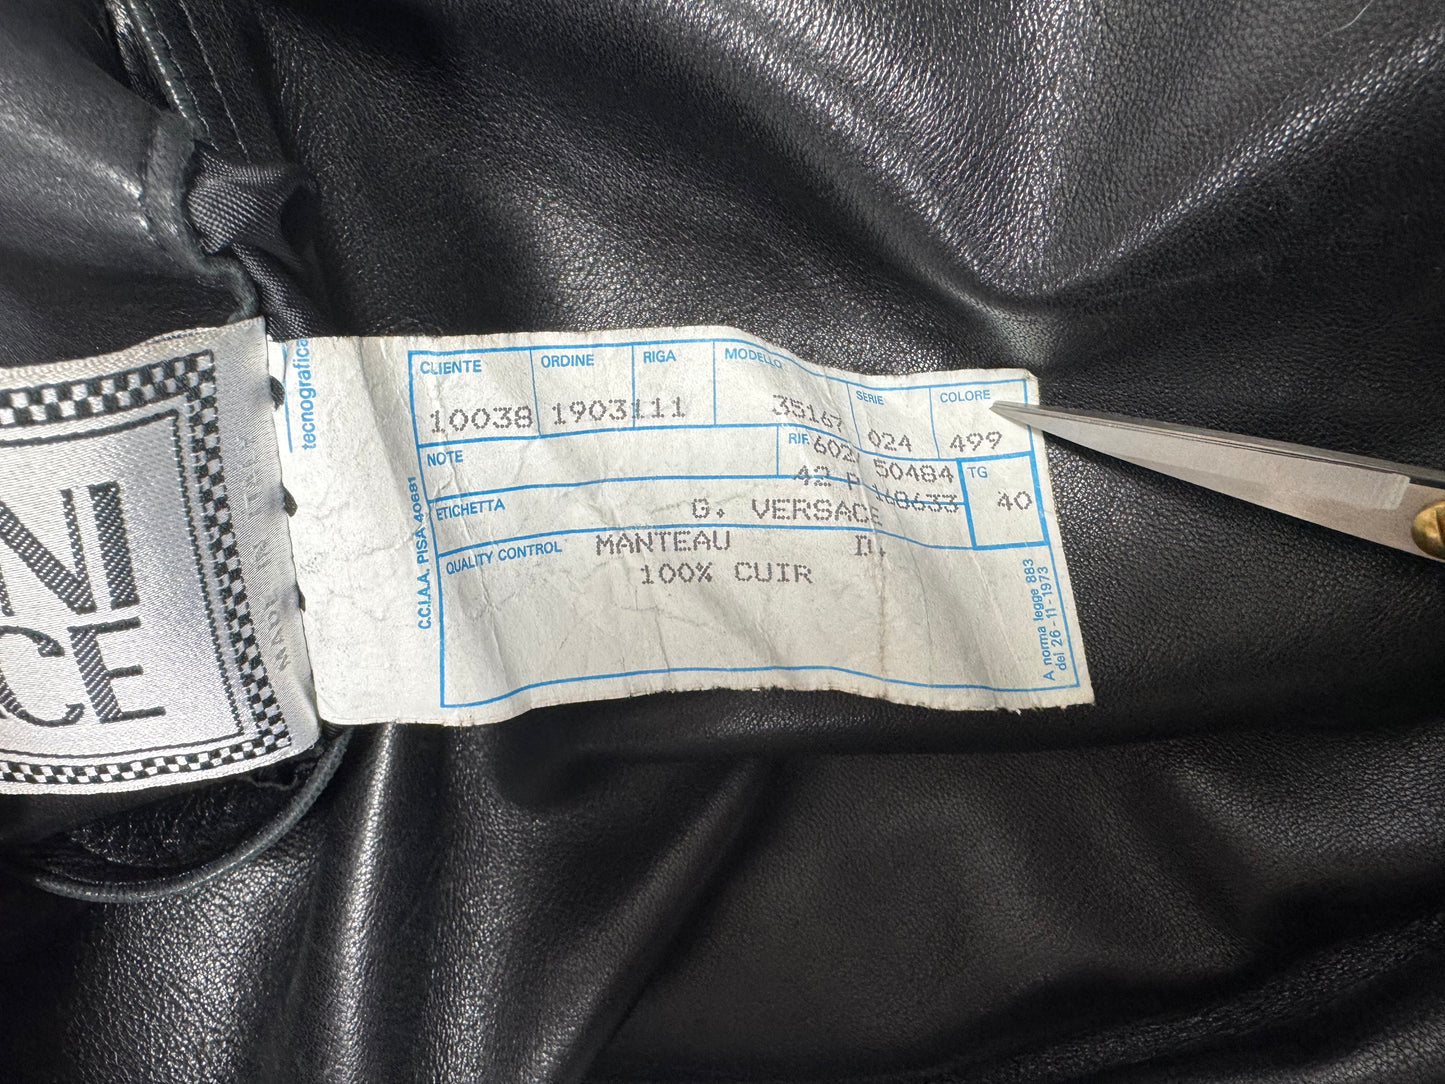 NI
CE
MADE IN ITALY
tecnografica
C.C.I.A.A. PISA 40681
CLIENTE ORDINE RIGA MODELLO SERIE COLORE
10038 1903111 35167 024 499
NOTE RIF. 602 50484 TG
42 P 168633 40
ETICHETTA G. VERSACE
QUALITY CONTROL MANTEAU D.
100% CUIR
A norma legge 883
del 26-11-1973